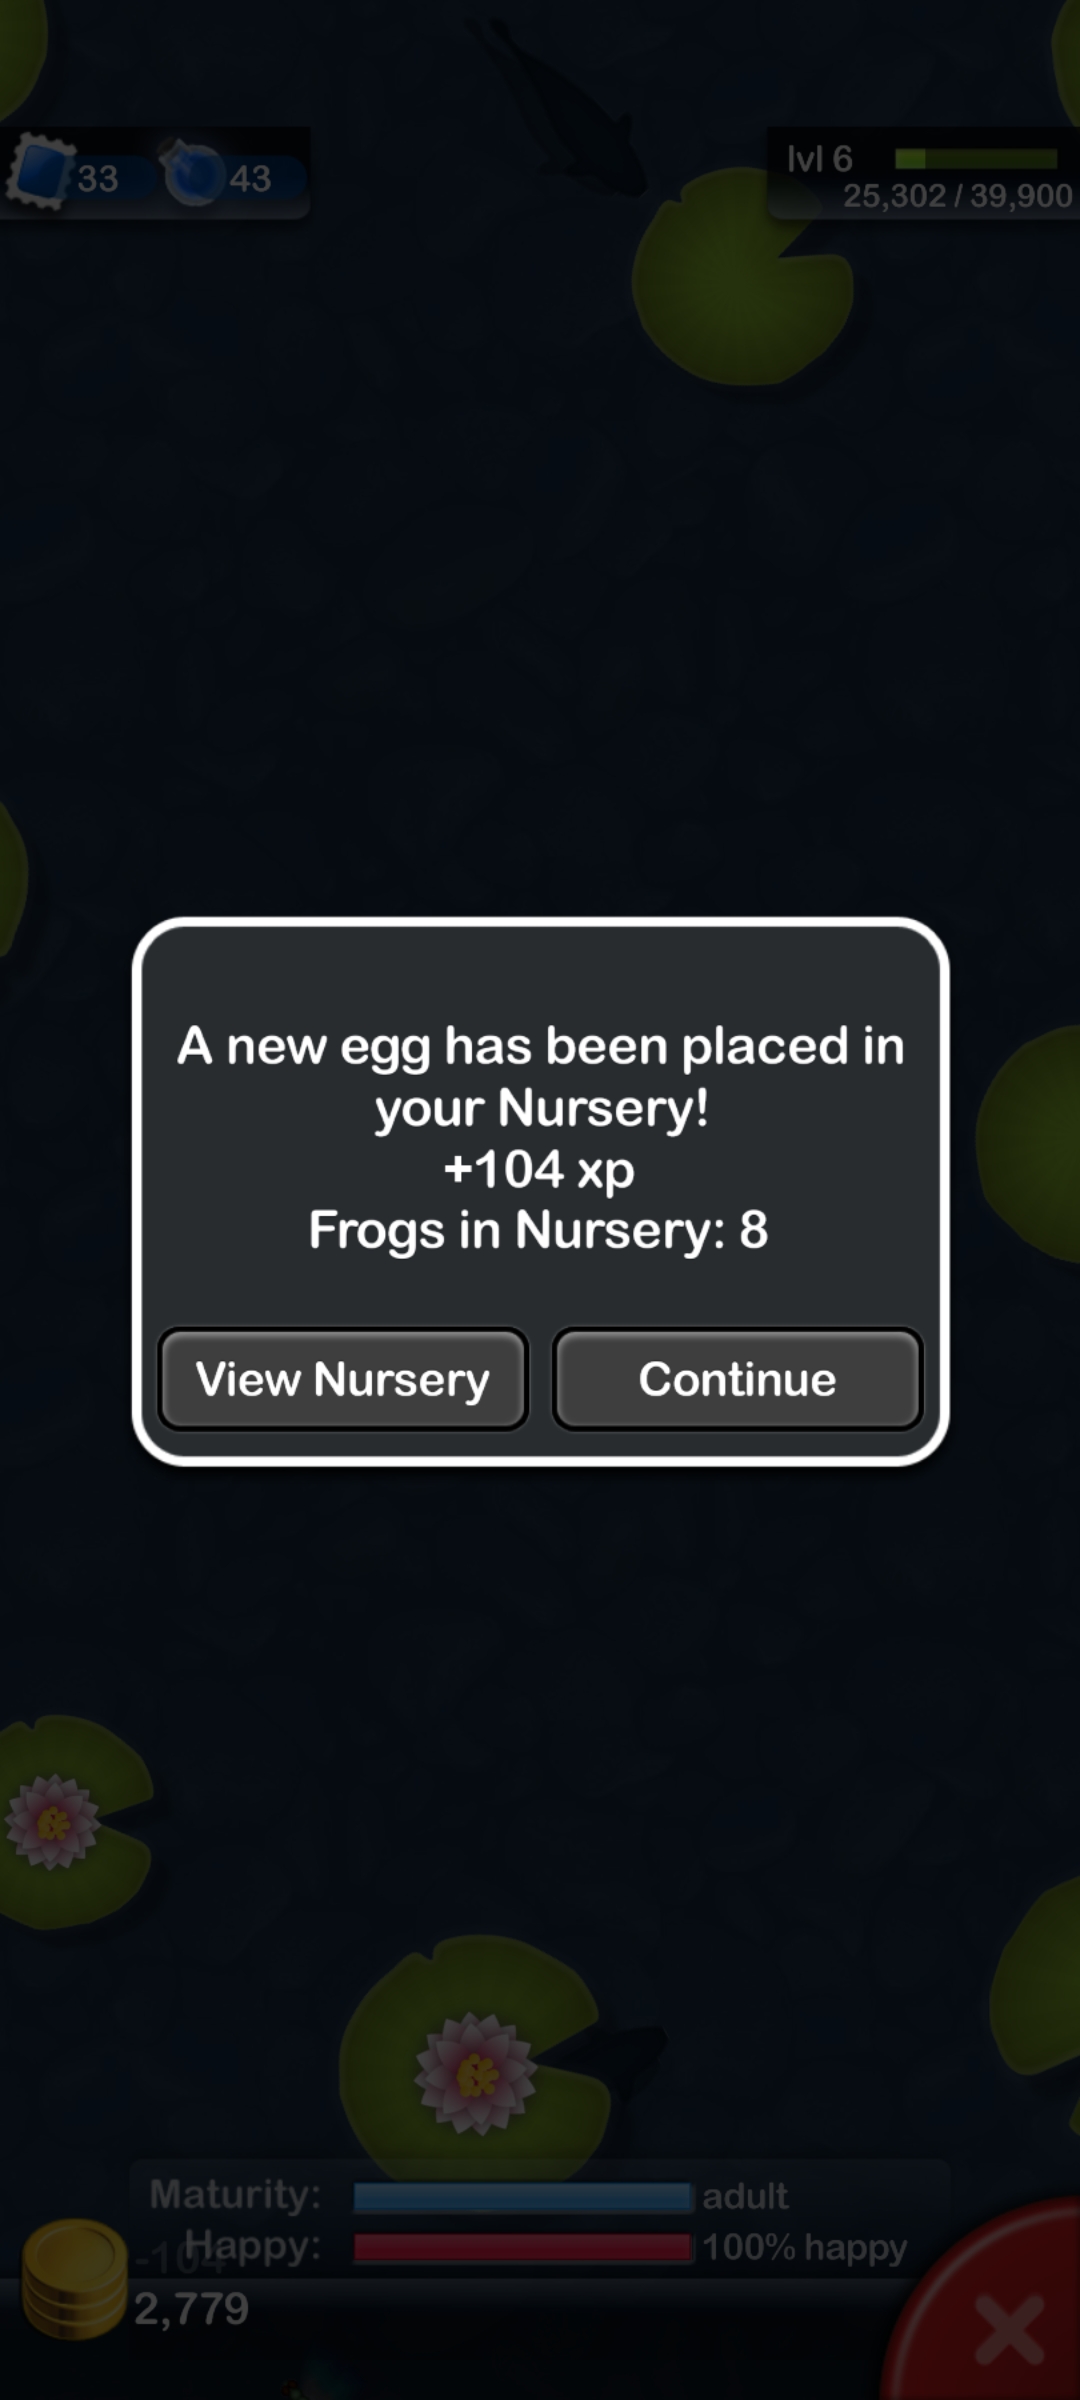 33
43
lvl 6
25,302 / 39,900
A new egg has been placed in
your Nursery!
+104 xp
Frogs in Nursery: 8
View Nursery
Continue
Maturity:
adult
-104
Happy:
100% happy
2,779